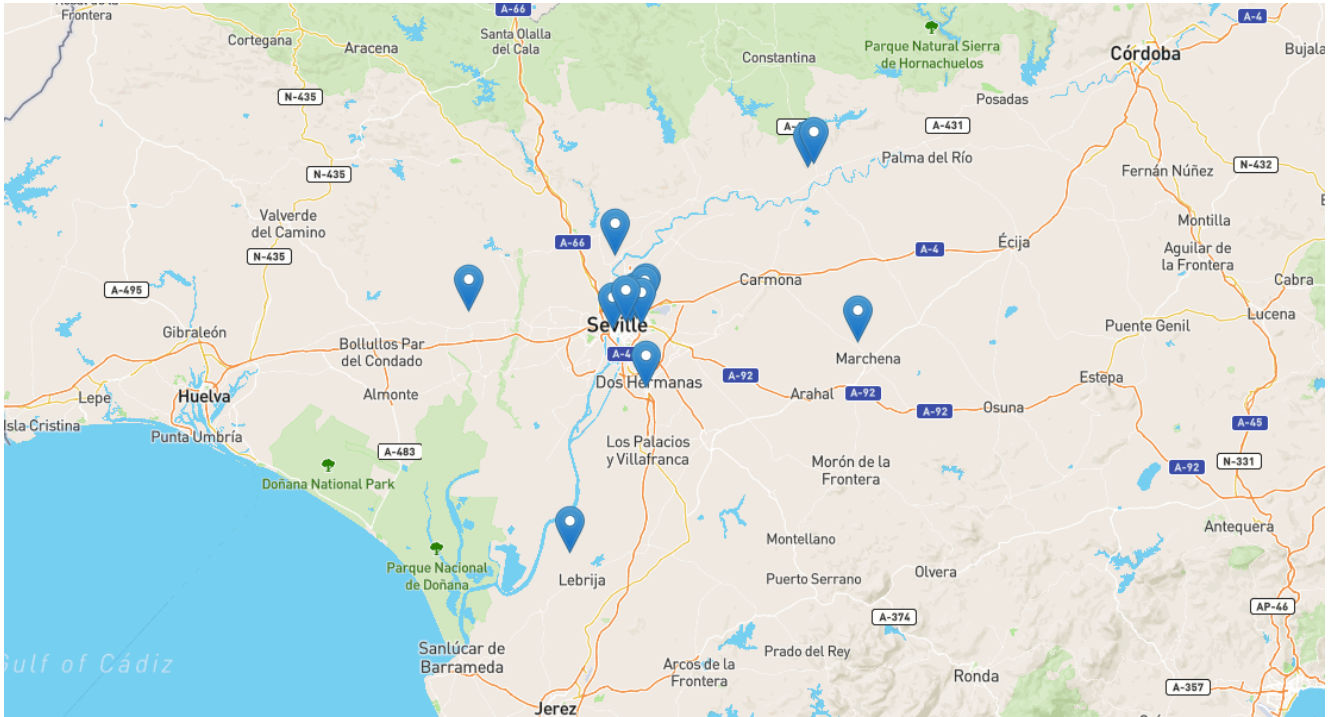 Frontera
A-66
A-4
Cortegana
Aracena
Santa Olalla
del Cala
Constantina
Parque Natural Sierra
de Hornachuelos
Córdoba
N-435
Posadas
A-431
Palma del Río
N-435
Fernán Núñez
N-432
Valverde
del Camino
Montilla
A-66
A-4
Écija
Aguilar de
la Frontera
N-435
Carmona
Cabra
A-495
Lucena
Gibraleón
Seville
Puente Genil
Bollullos Par
del Condado
Marchena
Dos Hermanas
A-92
Estepa
Lepe
Huelva
Almonte
Arahal
A-92
Osuna
A-92
Isla Cristina
A-45
Punta Umbría
A-483
Los Palacios
y Villafranca
Morón de la
Frontera
N-331
A-92
Doñana National Park
Antequera
Montellano
Parque Nacional
de Doñana
Lebrija
Puerto Serrano
Olvera
AP-46
A-374
Sanlúcar de
Barrameda
Prado del Rey
Gulf of Cádiz
Arcos de la
Frontera
Ronda
A-357
Jerez